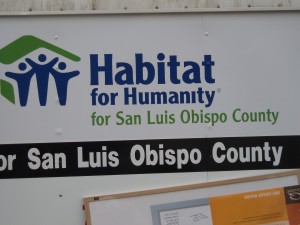 Habitat
for Humanity®
for San Luis Obispo County
or San Luis Obispo County